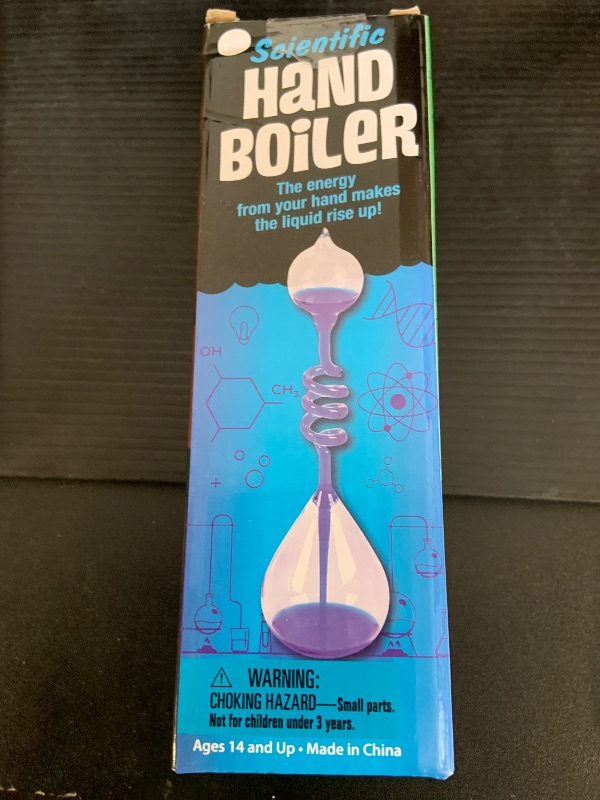 Scientific
HaND
BOiLeR
The energy
from your hand makes
the liquid rise up!
OH
CH₃
+
⚠ WARNING:
CHOKING HAZARD—Small parts.
Not for children under 3 years.
Ages 14 and Up • Made in China